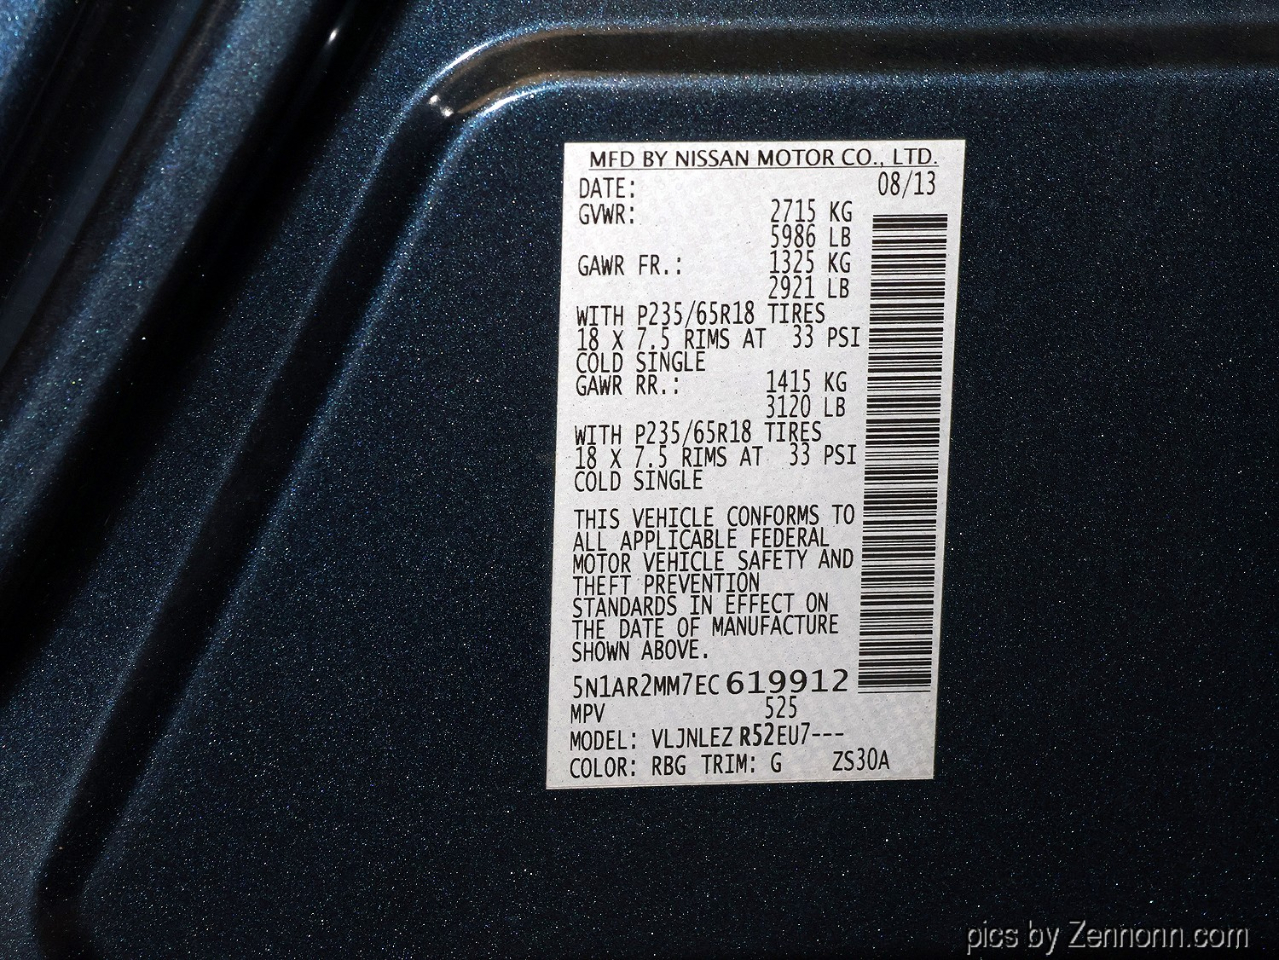 MFD BY NISSAN MOTOR CO., LTD.
DATE: 08/13
GVWR: 2715 KG
5986 LB
GAWR FR.: 1325 KG
2921 LB
WITH P235/65R18 TIRES
18 X 7.5 RIMS AT 33 PSI
COLD SINGLE
GAWR RR.: 1415 KG
3120 LB
WITH P235/65R18 TIRES
18 X 7.5 RIMS AT 33 PSI
COLD SINGLE
THIS VEHICLE CONFORMS TO
ALL APPLICABLE FEDERAL
MOTOR VEHICLE SAFETY AND
THEFT PREVENTION
STANDARDS IN EFFECT ON
THE DATE OF MANUFACTURE
SHOWN ABOVE.
5N1AR2MM7EC619912
MPV 525
MODEL: VLJNLEZR52EU7---
COLOR: RBG TRIM: G ZS30A
pics by Zennonn.com